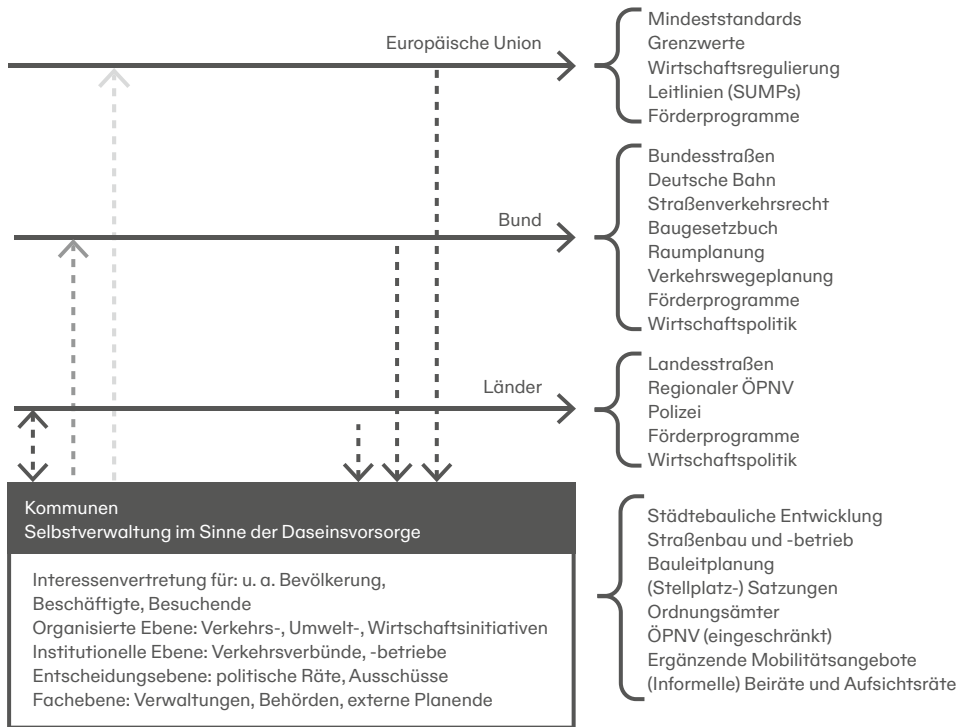 Europäische Union
Mindeststandards
Grenzwerte
Wirtschaftsregulierung
Leitlinien (SUMPs)
Förderprogramme
Bund
Bundesstraßen
Deutsche Bahn
Straßenverkehrsrecht
Baugesetzbuch
Raumplanung
Verkehrswegeplanung
Förderprogramme
Wirtschaftspolitik
Länder
Landesstraßen
Regionaler ÖPNV
Polizei
Förderprogramme
Wirtschaftspolitik
Kommunen
Selbstverwaltung im Sinne der Daseinsvorsorge
Interessenvertretung für: u. a. Bevölkerung,
Beschäftigte, Besuchende
Organisierte Ebene: Verkehrs-, Umwelt-, Wirtschaftsinitiativen
Institutionelle Ebene: Verkehrsverbünde, -betriebe
Entscheidungsebene: politische Räte, Ausschüsse
Fachebene: Verwaltungen, Behörden, externe Planende
Städtebauliche Entwicklung
Straßenbau und -betrieb
Bauleitplanung
(Stellplatz-) Satzungen
Ordnungsämter
ÖPNV (eingeschränkt)
Ergänzende Mobilitätsangebote
(Informelle) Beiräte und Aufsichtsräte